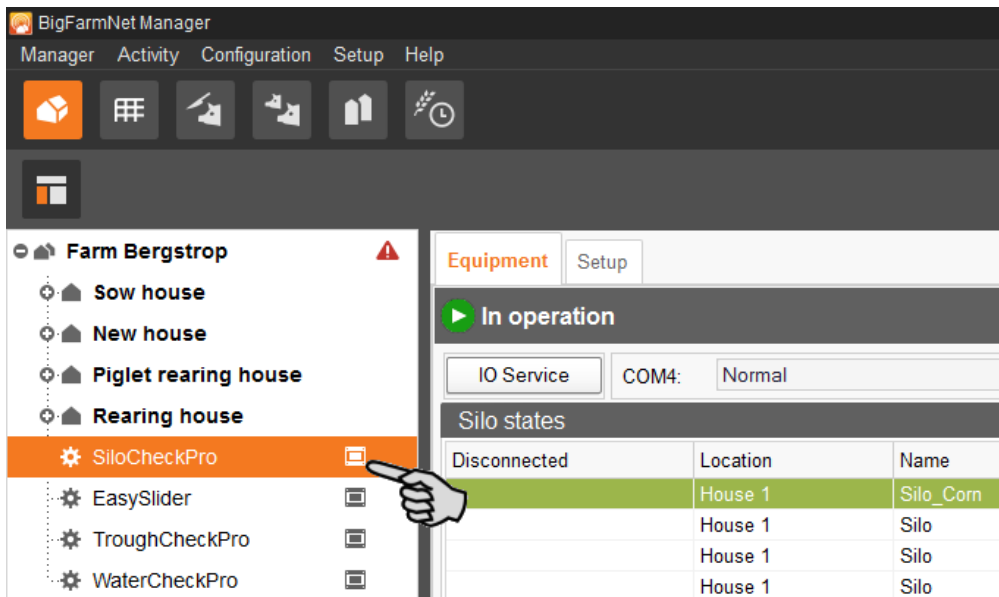 BigFarmNet Manager
Manager Activity Configuration Setup Help
Farm Bergstrop
Sow house
New house
Piglet rearing house
Rearing house
SiloCheckPro
EasySlider
TroughCheckPro
WaterCheckPro
Equipment Setup
In operation
IO Service COM4: Normal
Silo states
Disconnected Location Name
House 1 Silo_Corn
House 1 Silo
House 1 Silo
House 1 Silo